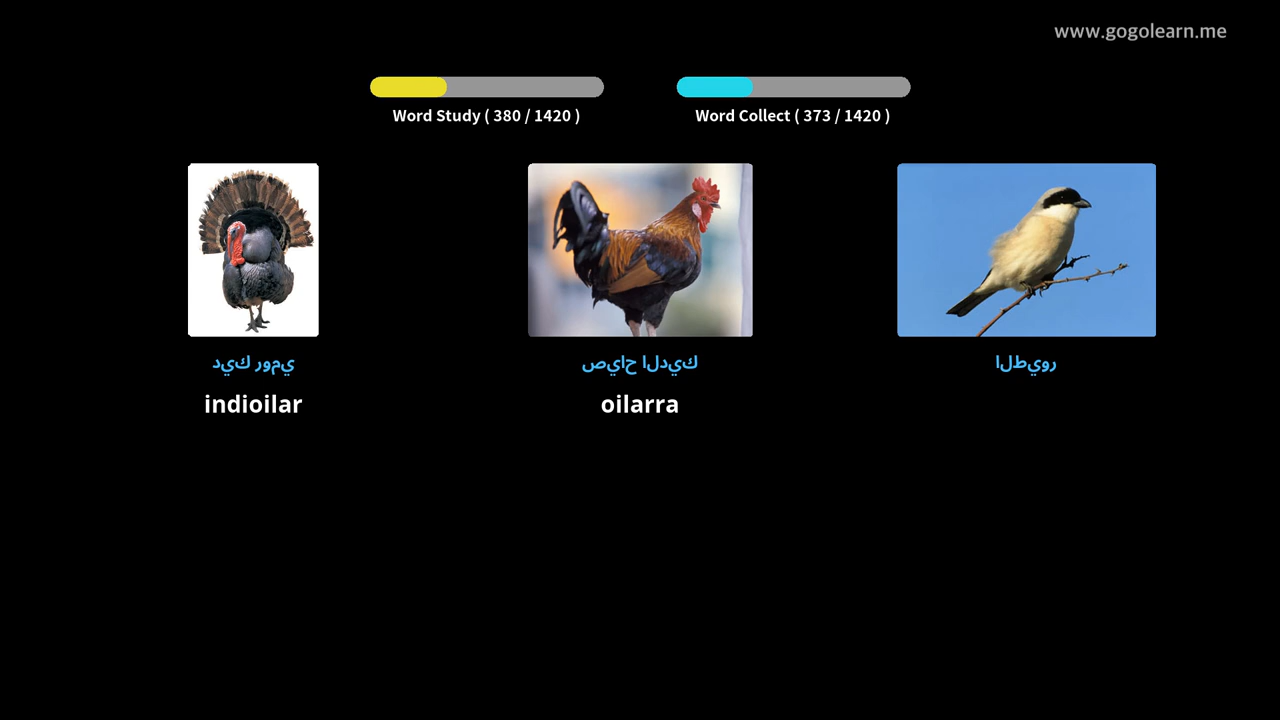 www.gogolearn.me
Word Study ( 380 / 1420 )
Word Collect ( 373 / 1420 )
ديك رومي
صياح الديك
الطيور
indioilar
oilarra